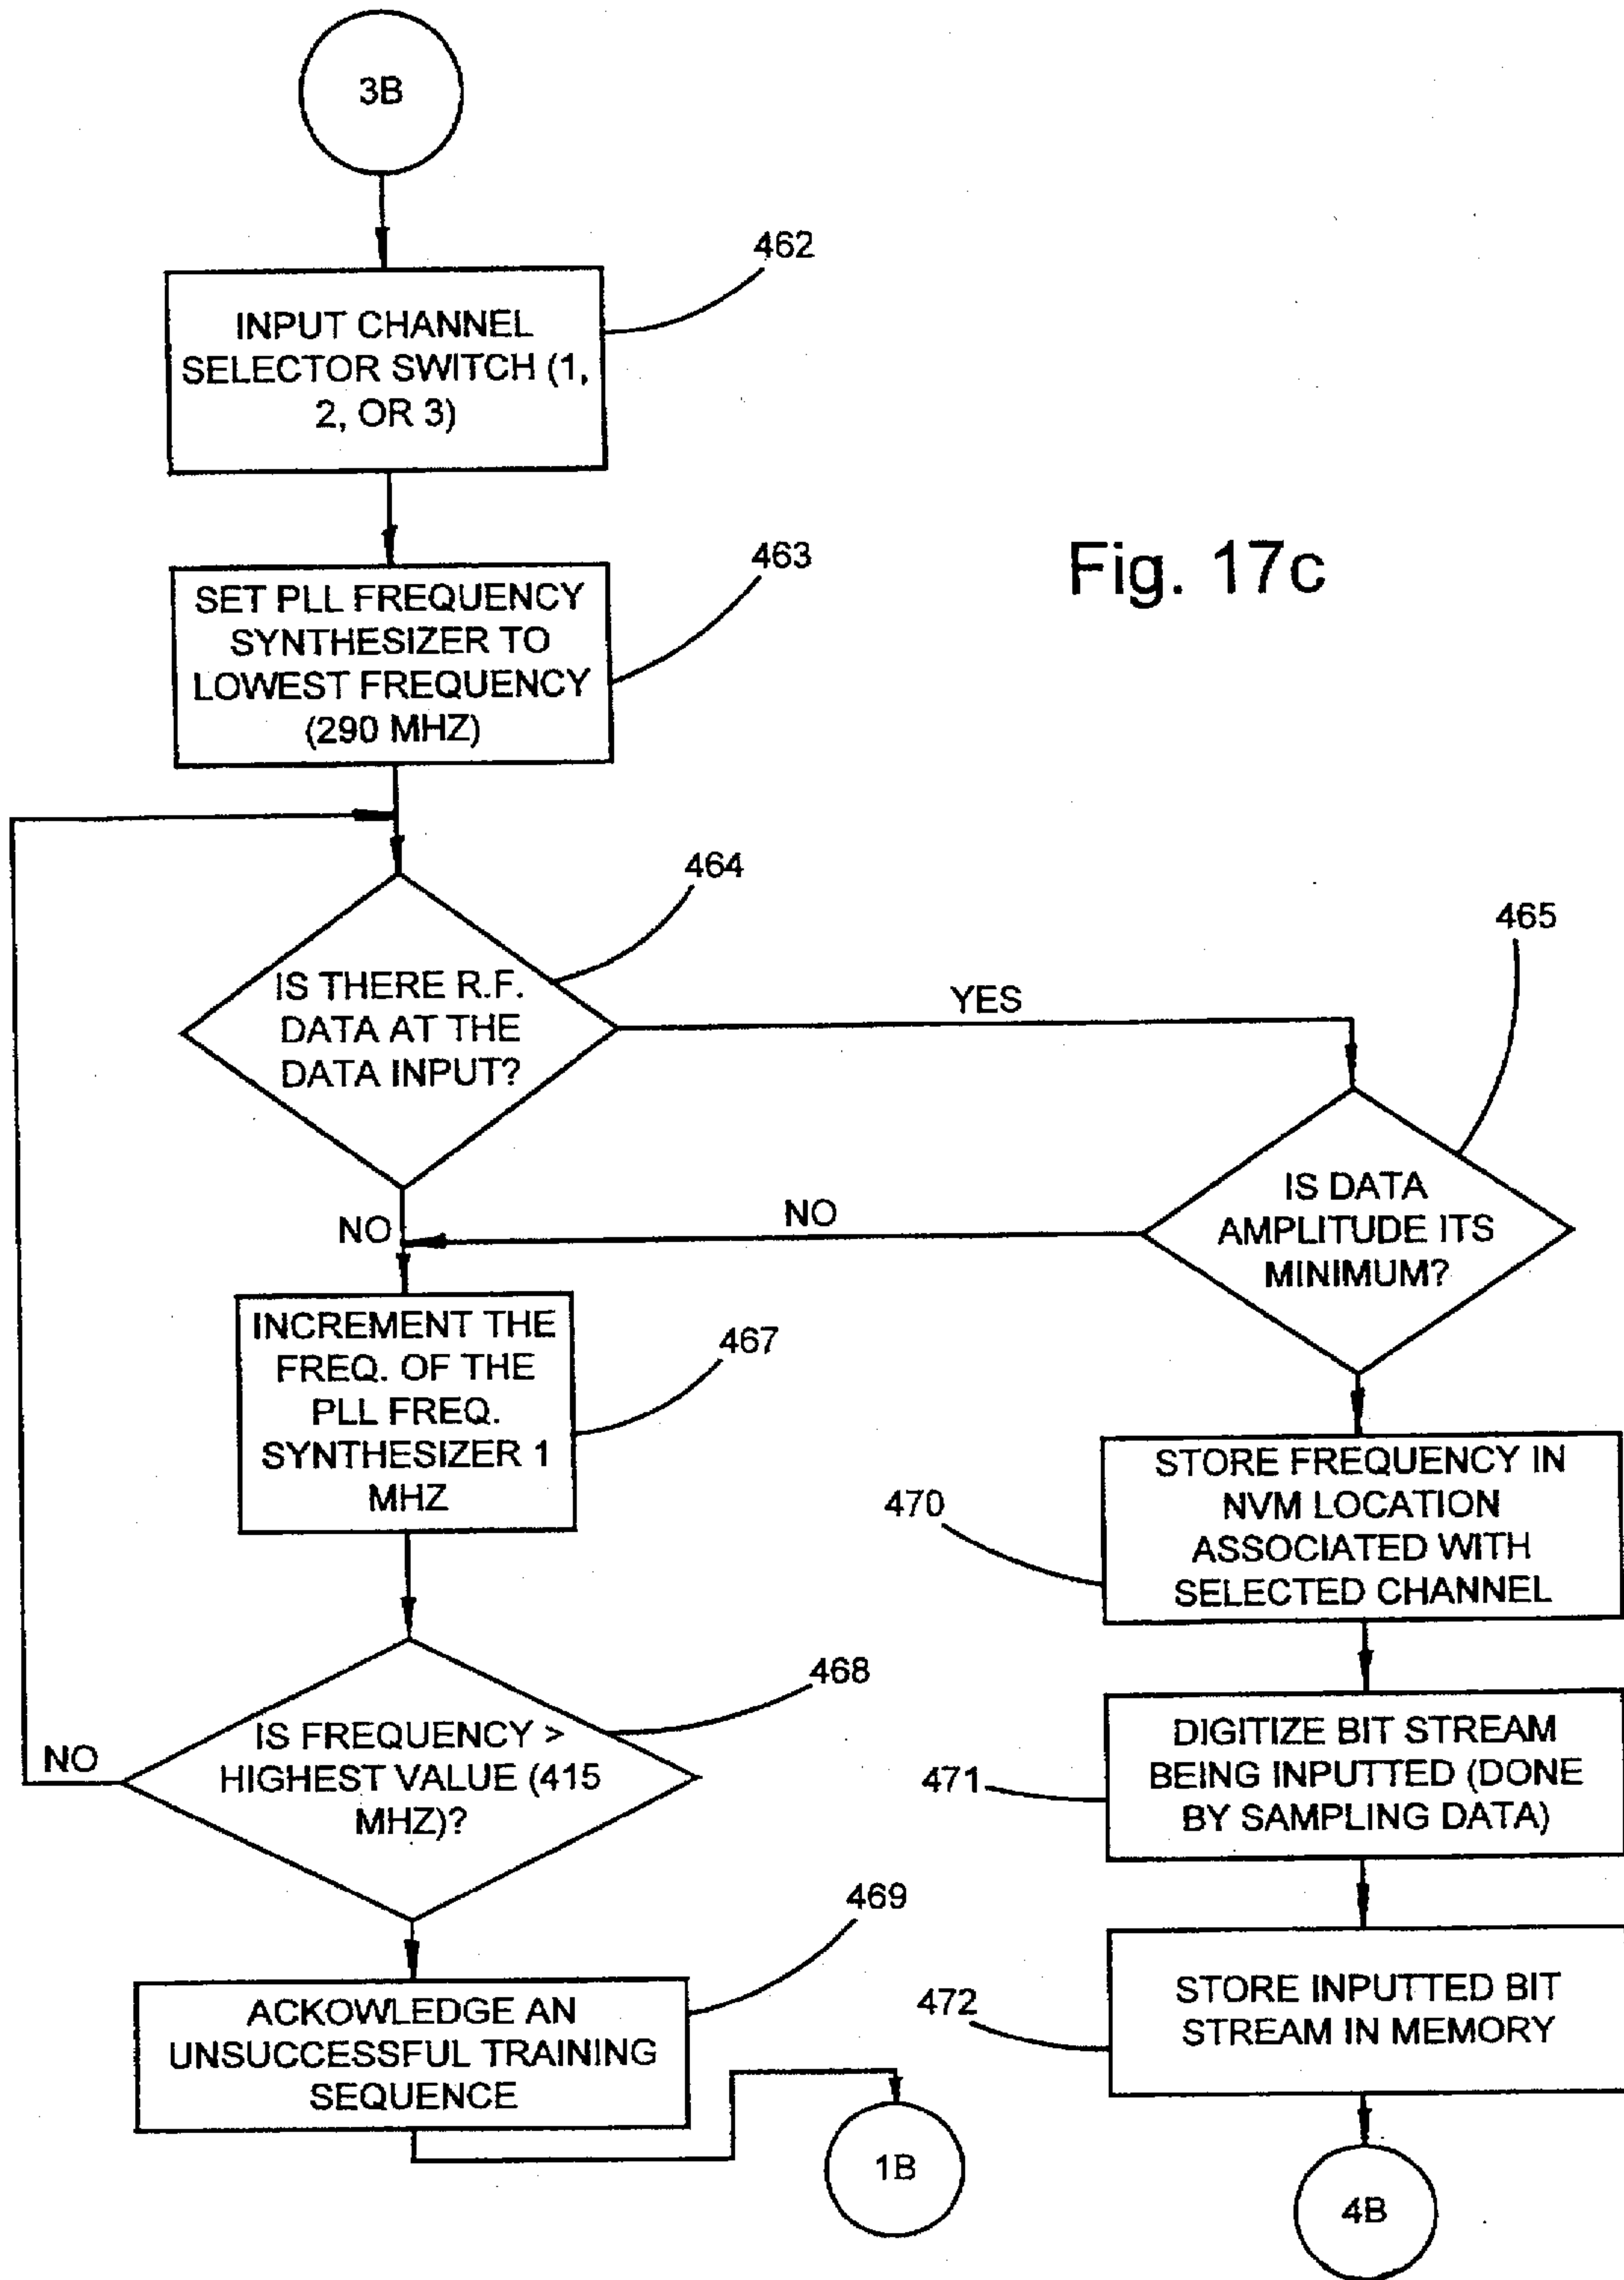 3B
462
INPUT CHANNEL
SELECTOR SWITCH (1,
2, OR 3)
463
SET PLL FREQUENCY
SYNTHESIZER TO
LOWEST FREQUENCY
(290 MHZ)
Fig. 17c
464
IS THERE R.F.
DATA AT THE
DATA INPUT?
YES
465
IS DATA
AMPLITUDE ITS
MINIMUM?
NO
NO
INCREMENT THE
FREQ. OF THE
PLL FREQ.
SYNTHESIZER 1
MHZ
467
468
IS FREQUENCY >
HIGHEST VALUE (415
MHZ)?
NO
469
ACKOWLEDGE AN
UNSUCCESSFUL TRAINING
SEQUENCE
1B
470
STORE FREQUENCY IN
NVM LOCATION
ASSOCIATED WITH
SELECTED CHANNEL
471
DIGITIZE BIT STREAM
BEING INPUTTED (DONE
BY SAMPLING DATA)
472
STORE INPUTTED BIT
STREAM IN MEMORY
4B